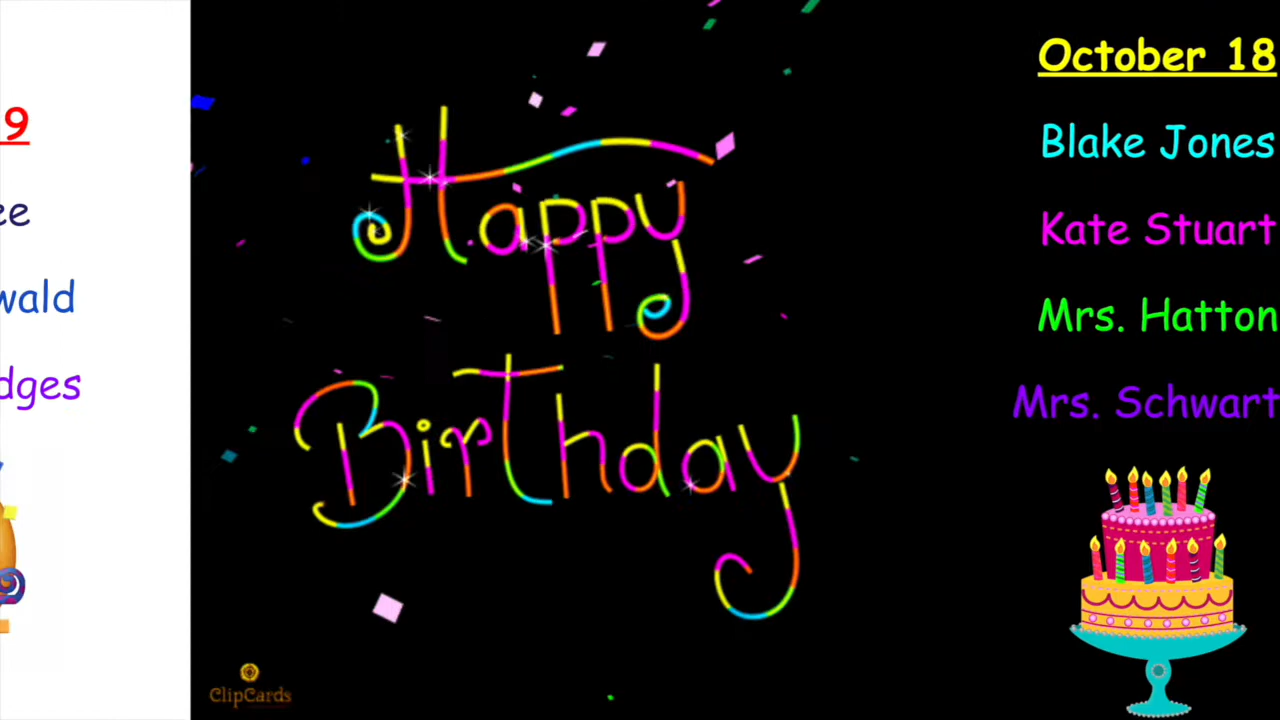 9
ee
wald
dges
Happy
Birthday
ClipCards
October 18
Blake Jones
Kate Stuart
Mrs. Hatton
Mrs. Schwart